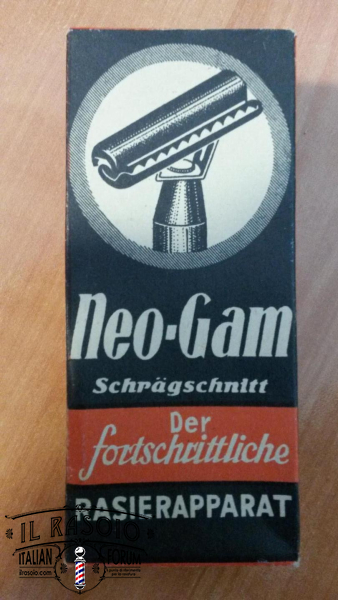 Neo-Gam
Schrägschnitt
Der
fortschrittliche
RASIERAPPARAT
IL RASOIO
ITALIAN FORUM
ilrasoio.com